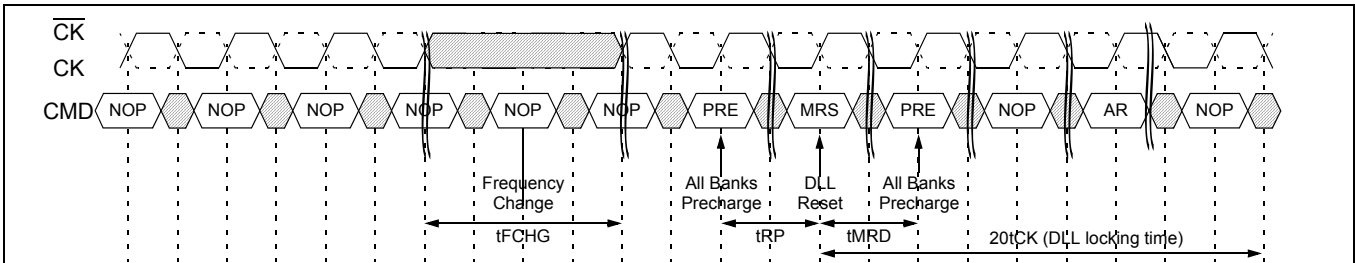 CK
CK
CMD NOP NOP NOP NOP NOP NOP PRE MRS PRE NOP AR NOP
Frequency Change
All Banks Precharge
DLL Reset
All Banks Precharge
tFCHG
tRP
tMRD
20tCK (DLL locking time)